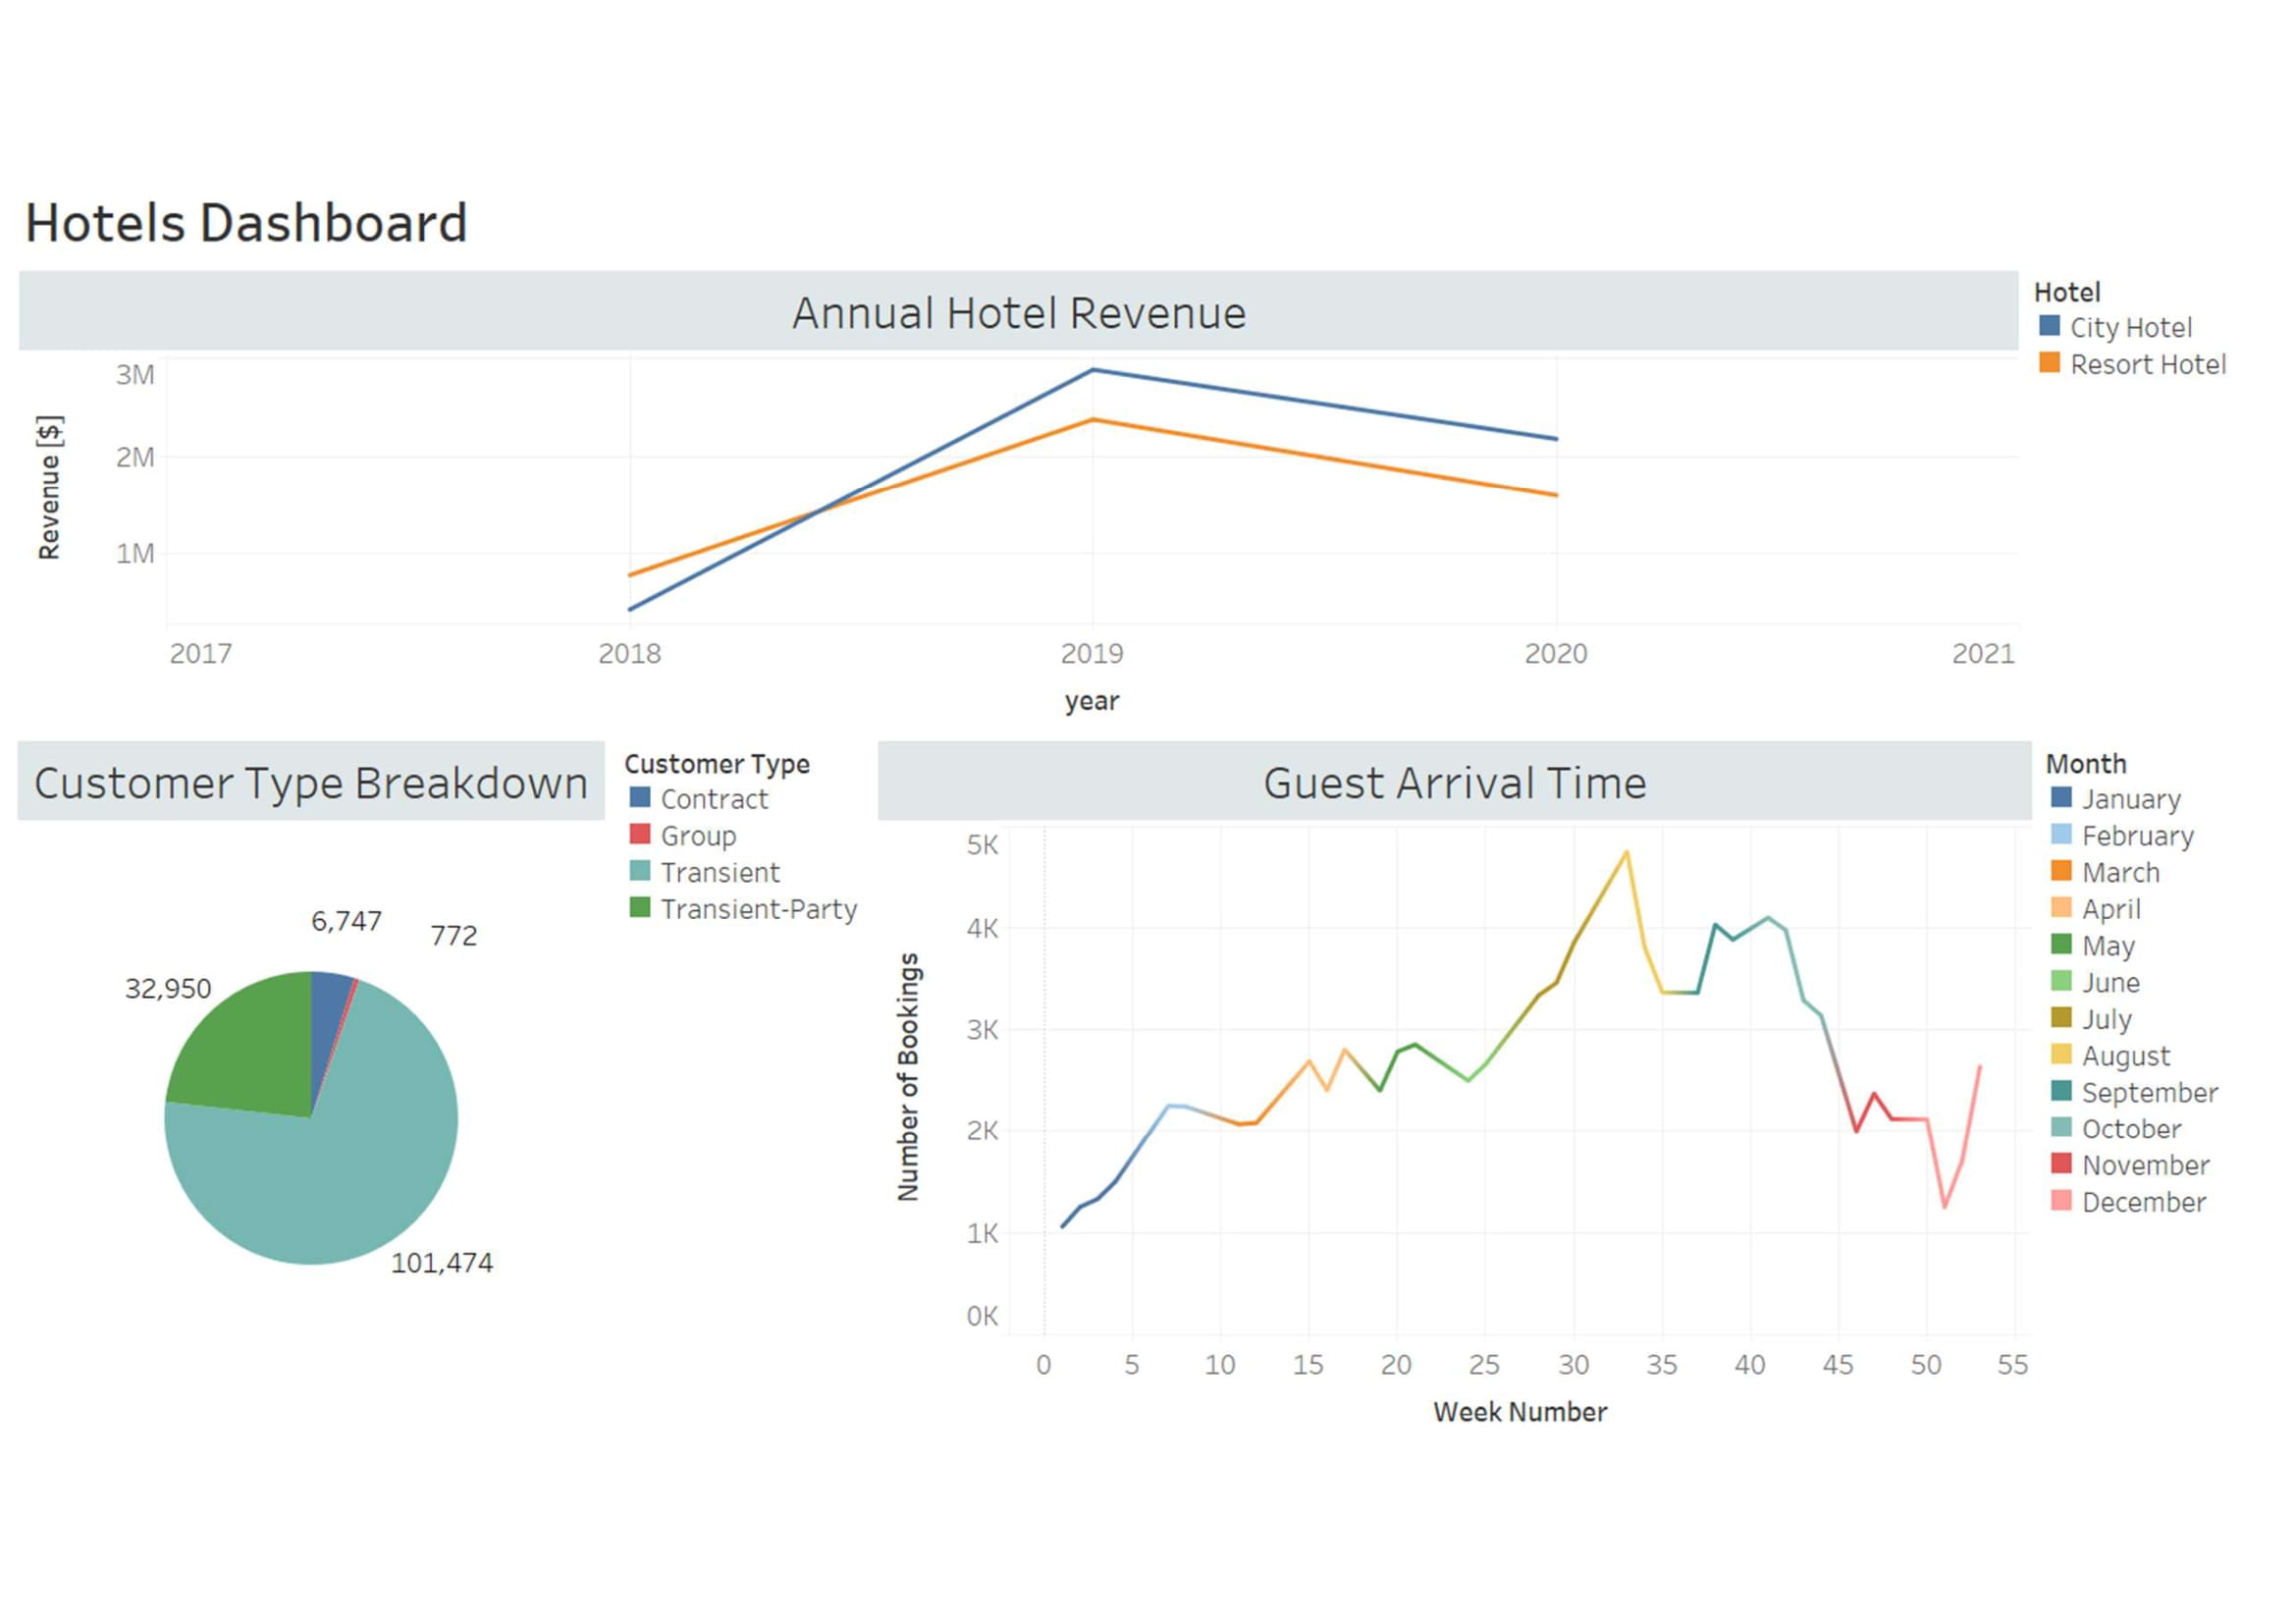 Hotels Dashboard
Annual Hotel Revenue
Revenue [$]
3M
2M
1M
2017 2018 2019 2020 2021
year
Hotel
City Hotel
Resort Hotel
Customer Type Breakdown
6,747
772
32,950
101,474
Customer Type
Contract
Group
Transient
Transient-Party
Guest Arrival Time
Number of Bookings
5K
4K
3K
2K
1K
0K
0 5 10 15 20 25 30 35 40 45 50 55
Week Number
Month
January
February
March
April
May
June
July
August
September
October
November
December